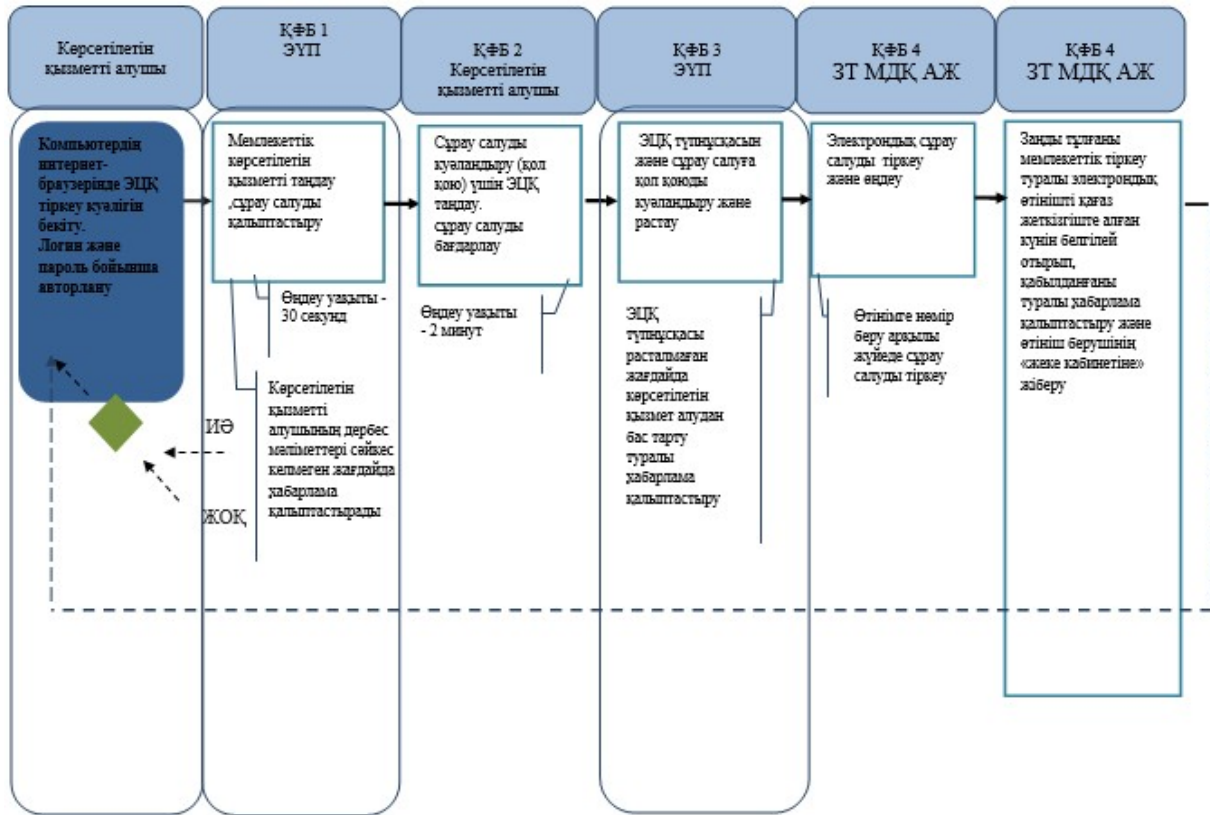 Көрсетілетін
қызметті алушы
ҚФБ 1
ЭҮП
ҚФБ 2
Көрсетілетін
қызметті алушы
ҚФБ 3
ЭҮП
ҚФБ 4
ЗТ МДҚ АЖ
ҚФБ 4
ЗТ МДҚ АЖ
Компьютердің
интернет-
браузерінде ЭЦҚ
тіркеу куәлігін
бекіту.
Логин және
пароль бойынша
авторлану
Мемлекеттік
көрсетілетін
қызметті таңдау
,сұрау салуды
қалыптастыру
Сұрау салуды
куәландыру (қол
қою) үшін ЭЦҚ
таңдау.
сұрау салуды
бағдарлау
ЭЦҚ түпнұсқасын
және сұрау салуға
қол қоюды
куәландыру және
растау
Электрондық сұрау
салуды тіркеу
және өңдеу
Заңды тұлғаны
мемлекеттік тіркеу
туралы электрондық
өтінішті қағаз
жеткізгіште алған
күнін белгілей
отырып,
қабылданғаны
туралы хабарлама
қалыптастыру және
өтініш берушінің
«жеке кабинетіне»
жіберу
Өңдеу уақыты -
30 секунд
Өңдеу уақыты
- 2 минут
ЭЦҚ
түпнұсқасы
расталмаған
жағдайда
көрсетілетін
қызмет алудан
бас тарту
туралы
хабарлама
қалыптастыру
Өтінімге нөмір
беру арқылы
жүйеде сұрау
салуды тіркеу
Көрсетілетін
қызметті
алушының дербес
мәліметтері сәйкес
келмеген жағдайда
хабарлама
қалыптастырады
ИӘ
ЖОҚ